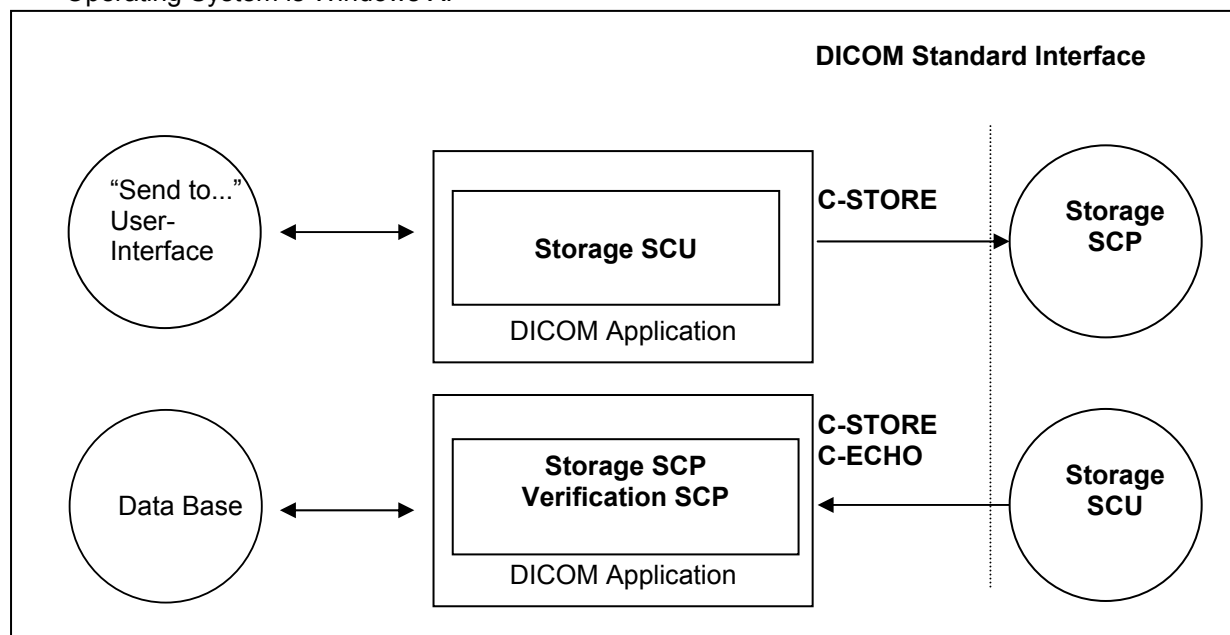 Operating System is Windows XP
DICOM Standard Interface
“Send to...”
User-
Interface
Storage SCU
DICOM Application
C-STORE
Storage
SCP
Data Base
Storage SCP
Verification SCP
DICOM Application
C-STORE
C-ECHO
Storage
SCU